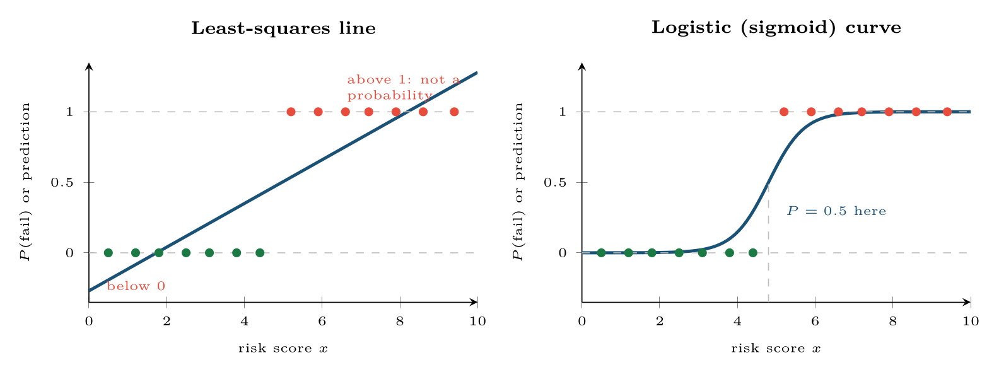 Least-squares line
above 1: not a
probability
1
0.5
0
below 0
P(fail) or prediction
0
2
4
6
8
10
risk score x
Logistic (sigmoid) curve
1
0.5
0
P = 0.5 here
P(fail) or prediction
0
2
4
6
8
10
risk score x